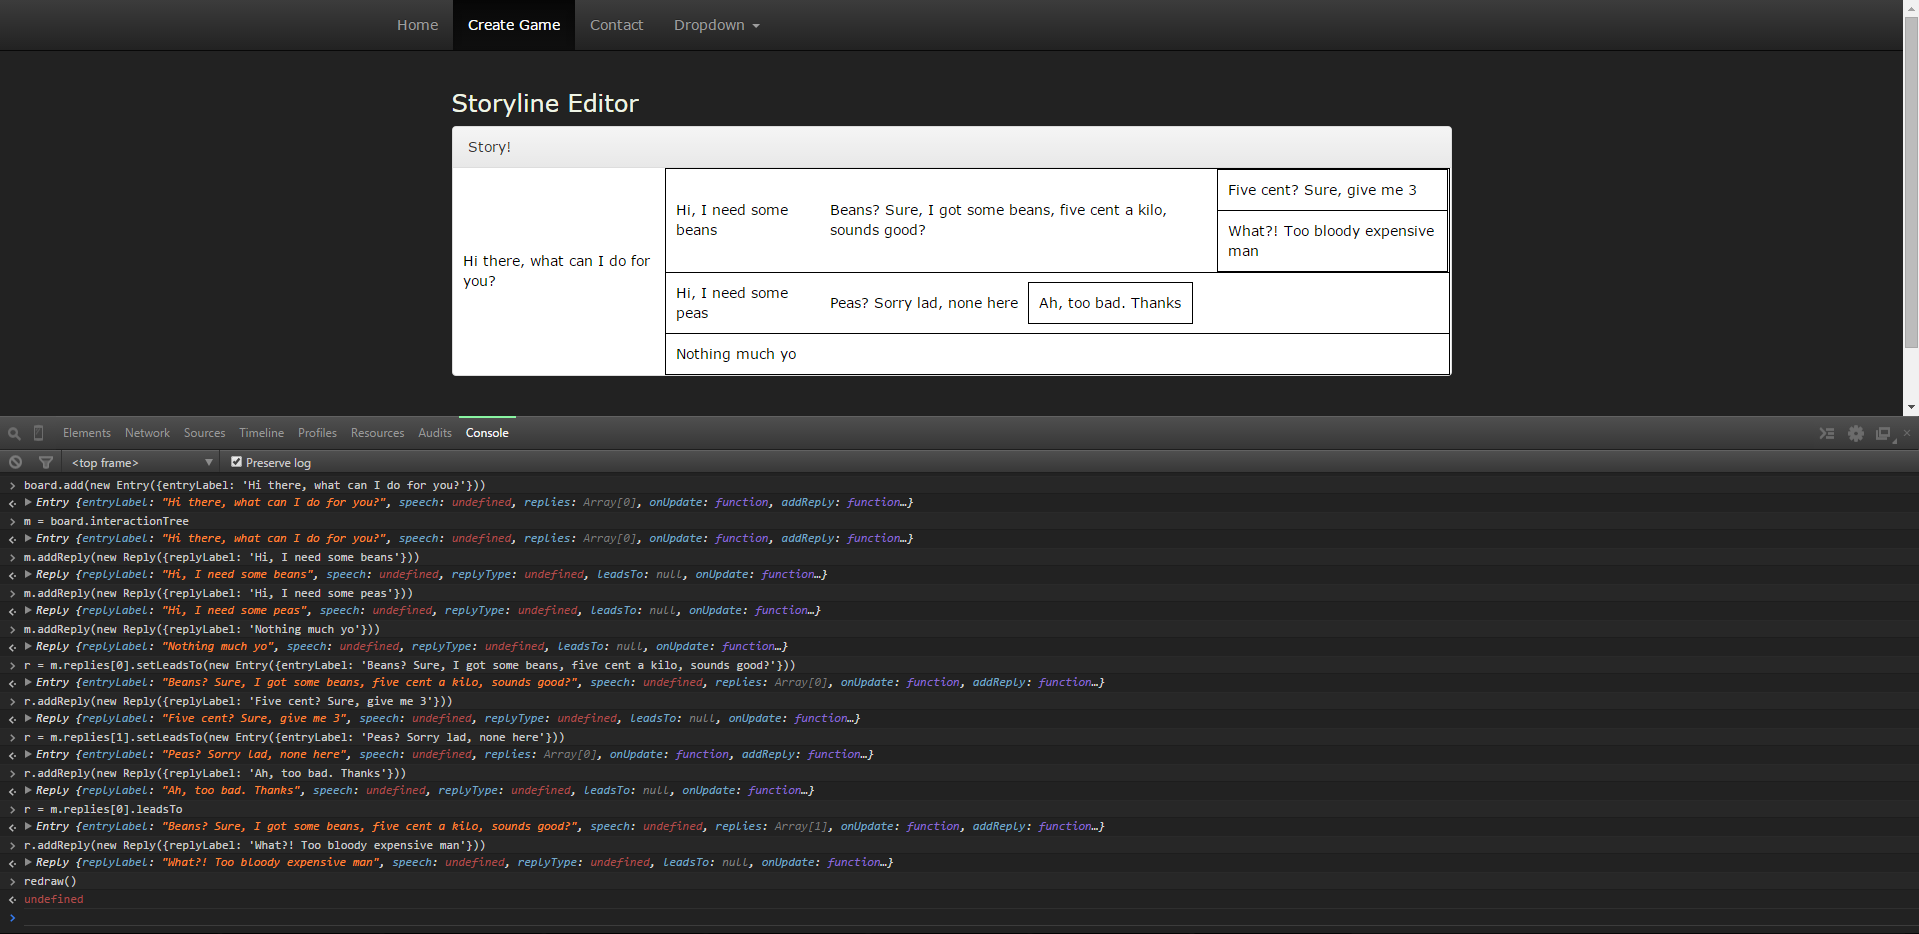 Home Create Game Contact Dropdown
Storyline Editor
Story!
Hi there, what can I do for
you?
Hi, I need some
beans
Beans? Sure, I got some beans, five cent a kilo,
sounds good?
Five cent? Sure, give me 3
What?! Too bloody expensive
man
Hi, I need some
peas
Peas? Sorry lad, none here
Ah, too bad. Thanks
Nothing much yo
Elements Network Sources Timeline Profiles Resources Audits Console
<top frame> Preserve log
board.add(new Entry({entryLabel: 'Hi there, what can I do for you?'}))
Entry {entryLabel: "Hi there, what can I do for you?", speech: undefined, replies: Array[0], onUpdate: function, addReply: function…}
m = board.interactionTree
Entry {entryLabel: "Hi there, what can I do for you?", speech: undefined, replies: Array[0], onUpdate: function, addReply: function…}
m.addReply(new Reply({replyLabel: 'Hi, I need some beans'}))
Reply {replyLabel: "Hi, I need some beans", speech: undefined, replyType: undefined, leadsTo: null, onUpdate: function…}
m.addReply(new Reply({replyLabel: 'Hi, I need some peas'}))
Reply {replyLabel: "Hi, I need some peas", speech: undefined, replyType: undefined, leadsTo: null, onUpdate: function…}
m.addReply(new Reply({replyLabel: 'Nothing much yo'}))
Reply {replyLabel: "Nothing much yo", speech: undefined, replyType: undefined, leadsTo: null, onUpdate: function…}
r = m.replies[0].setLeadsTo(new Entry({entryLabel: 'Beans? Sure, I got some beans, five cent a kilo, sounds good?'}))
Entry {entryLabel: "Beans? Sure, I got some beans, five cent a kilo, sounds good?", speech: undefined, replies: Array[0], onUpdate: function, addReply: function…}
r.addReply(new Reply({replyLabel: 'Five cent? Sure, give me 3'}))
Reply {replyLabel: "Five cent? Sure, give me 3", speech: undefined, replyType: undefined, leadsTo: null, onUpdate: function…}
r = m.replies[1].setLeadsTo(new Entry({entryLabel: 'Peas? Sorry lad, none here'}))
Entry {entryLabel: "Peas? Sorry lad, none here", speech: undefined, replies: Array[0], onUpdate: function, addReply: function…}
r.addReply(new Reply({replyLabel: 'Ah, too bad. Thanks'}))
Reply {replyLabel: "Ah, too bad. Thanks", speech: undefined, replyType: undefined, leadsTo: null, onUpdate: function…}
r = m.replies[0].leadsTo
Entry {entryLabel: "Beans? Sure, I got some beans, five cent a kilo, sounds good?", speech: undefined, replies: Array[1], onUpdate: function, addReply: function…}
r.addReply(new Reply({replyLabel: 'What?! Too bloody expensive man'}))
Reply {replyLabel: "What?! Too bloody expensive man", speech: undefined, replyType: undefined, leadsTo: null, onUpdate: function…}
redraw()
undefined